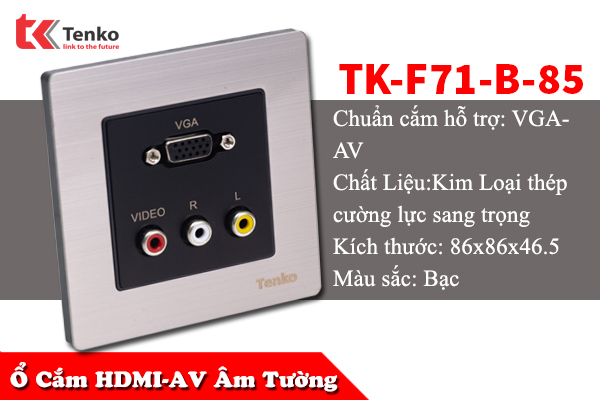 Tenko
link to the future
TK-F71-B-85
Chuẩn cắm hỗ trợ: VGA-
AV
Chất Liệu:Kim Loại thép
cường lực sang trọng
Kích thước: 86x86x46.5
Màu sắc: Bạc
VGA
VIDEO R L
Tenko
Ổ Cắm HDMI-AV Âm Tường